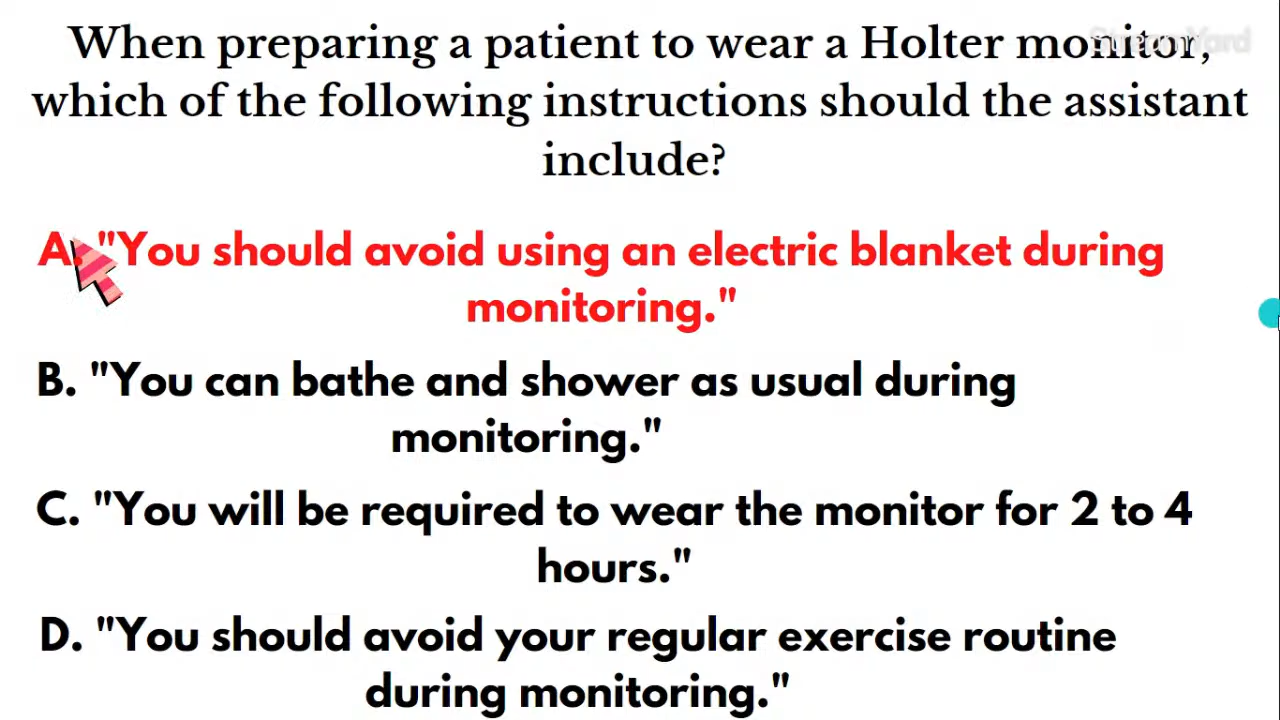 When preparing a patient to wear a Holter monitor,
StreamYard
which of the following instructions should the assistant
include?
A. "You should avoid using an electric blanket during
monitoring."
B. "You can bathe and shower as usual during
monitoring."
C. "You will be required to wear the monitor for 2 to 4
hours."
D. "You should avoid your regular exercise routine
during monitoring."